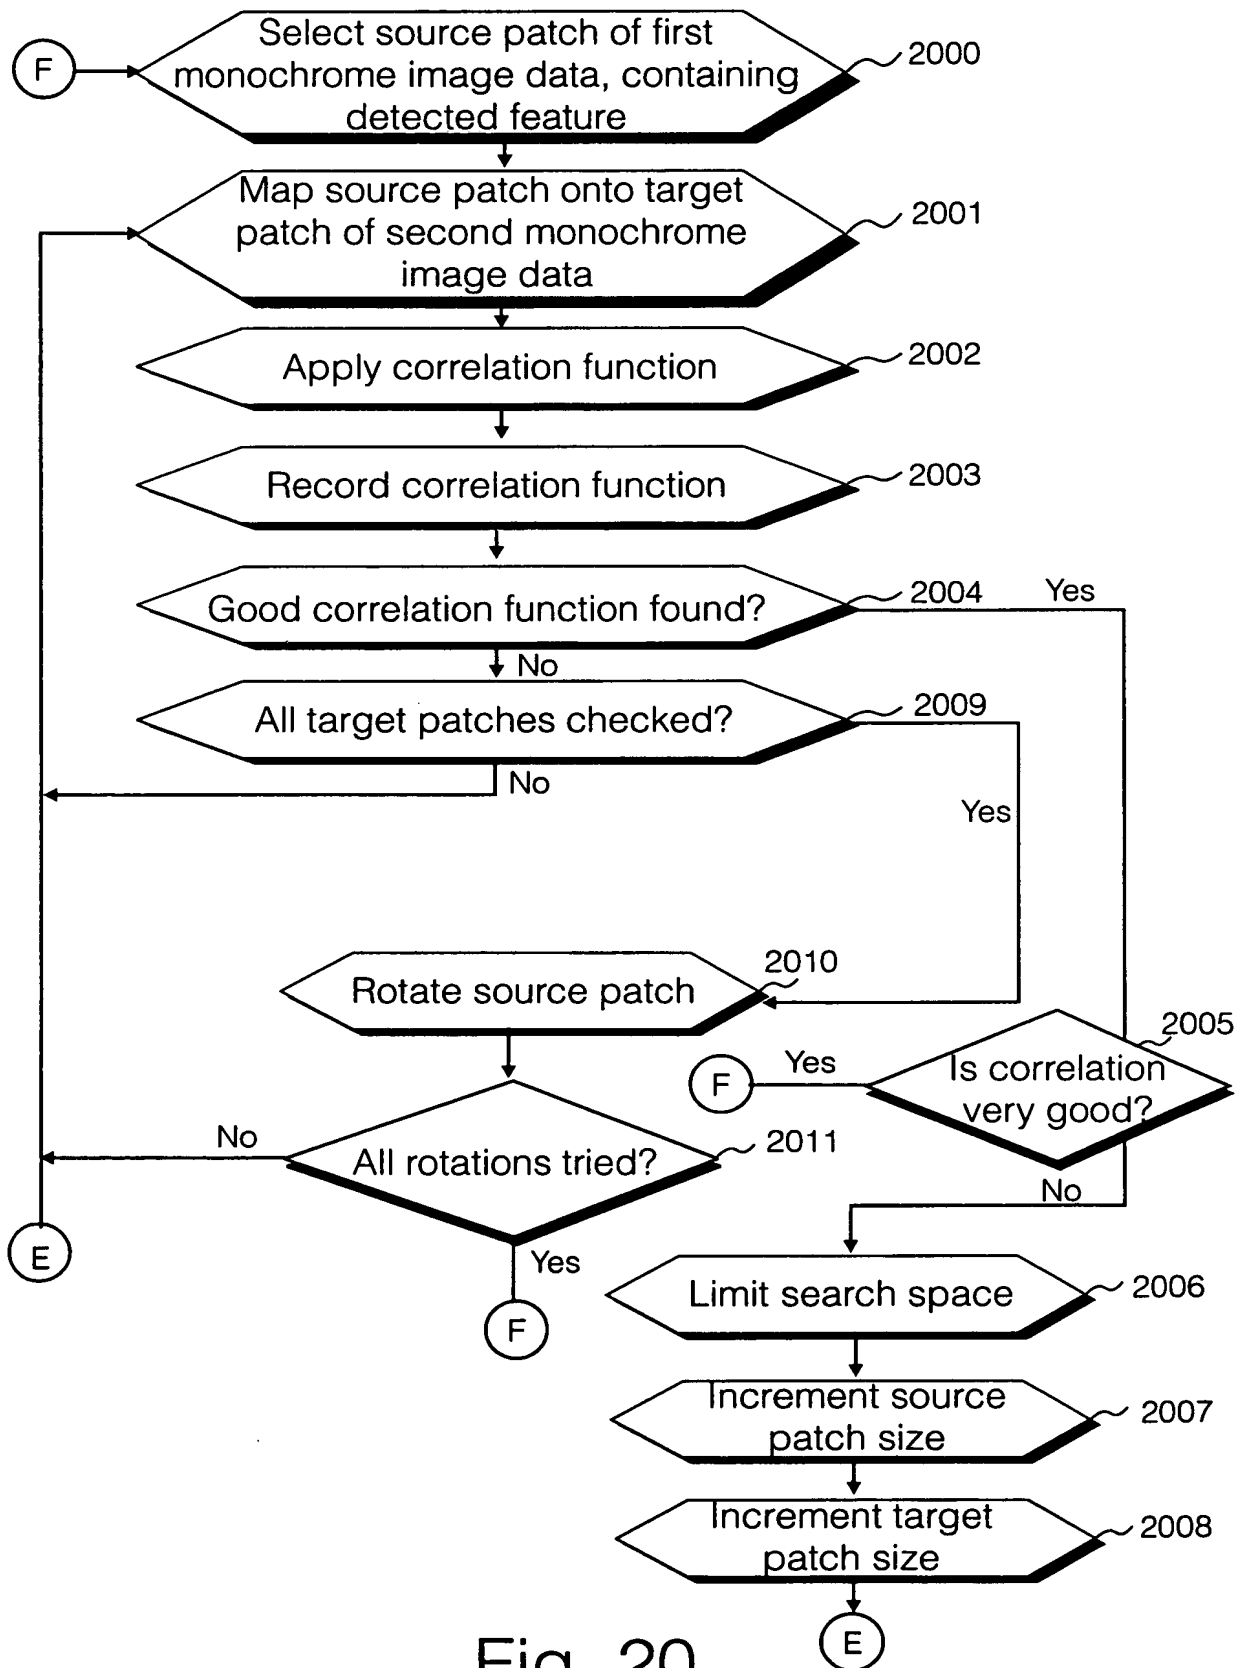 F
Select source patch of first
monochrome image data, containing
detected feature
2000
Map source patch onto target
patch of second monochrome
image data
2001
Apply correlation function
2002
Record correlation function
2003
Good correlation function found?
2004
Yes
No
All target patches checked?
2009
No
Yes
Rotate source patch
2010
2005
Is correlation
very good?
Yes
F
No
All rotations tried?
2011
No
E
Yes
F
Limit search space
2006
Increment source
patch size
2007
Increment target
patch size
2008
E
Fig. 20